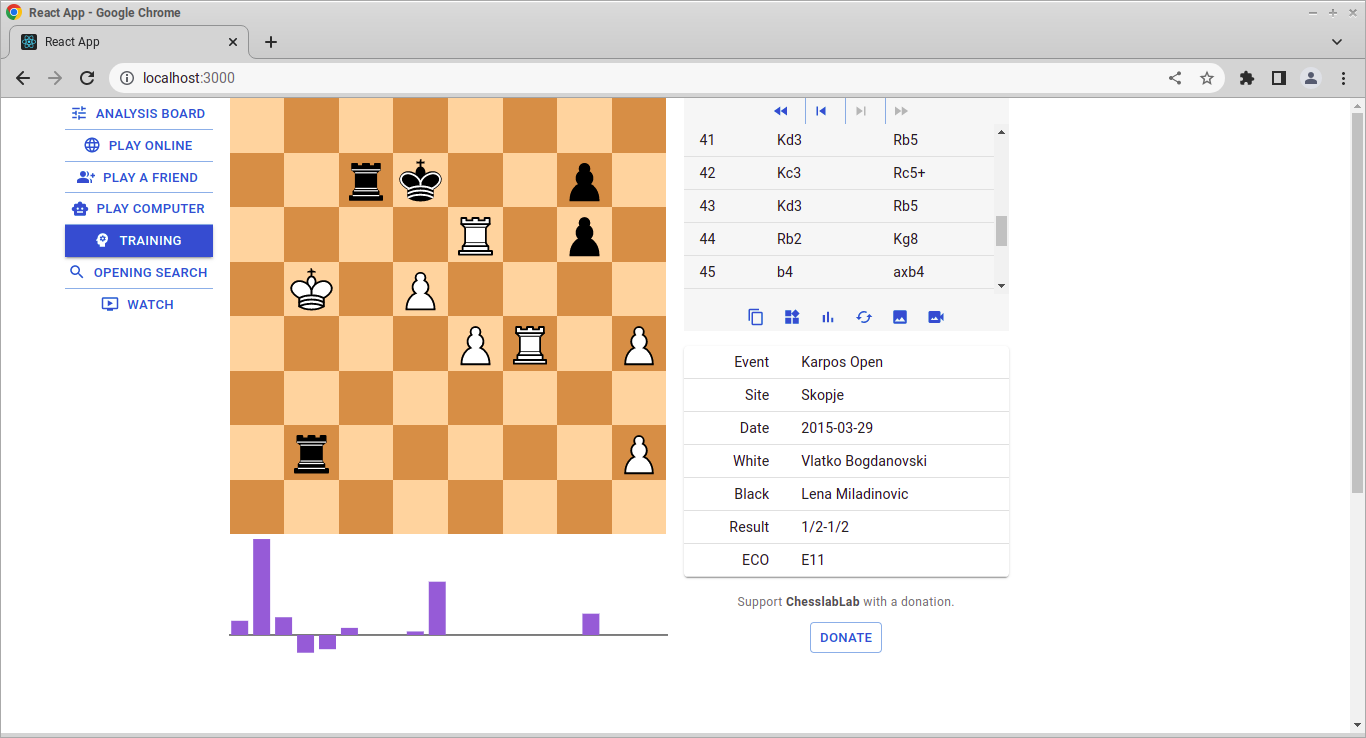 React App - Google Chrome
React App
localhost:3000
ANALYSIS BOARD
PLAY ONLINE
PLAY A FRIEND
PLAY COMPUTER
TRAINING
OPENING SEARCH
WATCH
41 Kd3 Rb5
42 Kc3 Rc5+
43 Kd3 Rb5
44 Rb2 Kg8
45 b4 axb4
Event Karpos Open
Site Skopje
Date 2015-03-29
White Vlatko Bogdanovski
Black Lena Miladinovic
Result 1/2-1/2
ECO E11
Support ChesslabLab with a donation.
DONATE